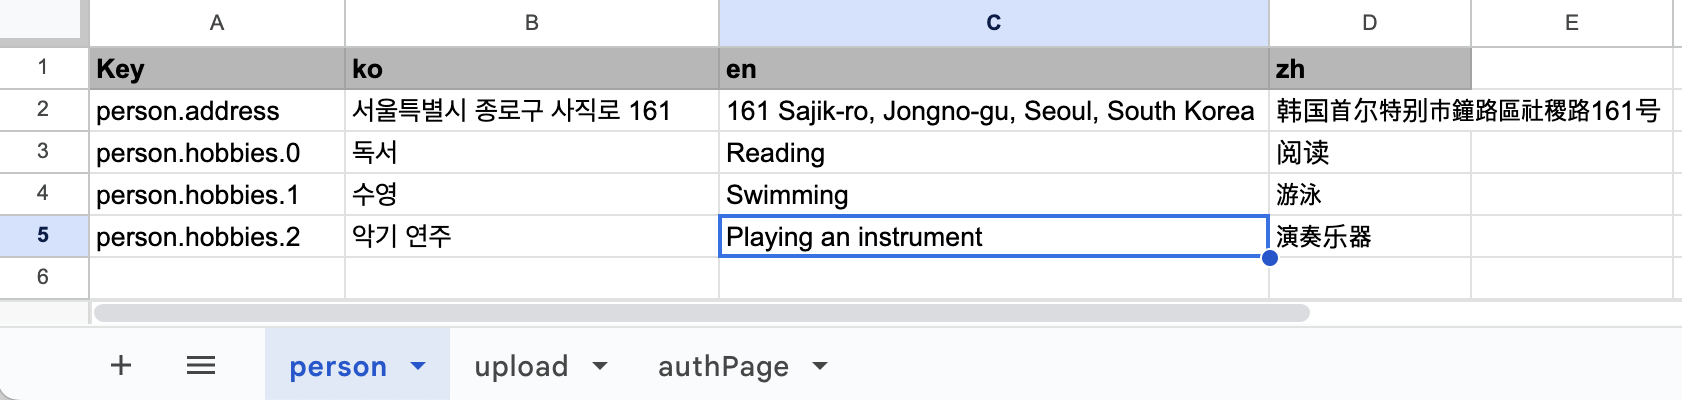 A B C D E
1 Key ko en zh
2 person.address 서울특별시 종로구 사직로 161 161 Sajik-ro, Jongno-gu, Seoul, South Korea 韩国首尔特别市鐘路區社稷路161号
3 person.hobbies.0 독서 Reading 阅读
4 person.hobbies.1 수영 Swimming 游泳
5 person.hobbies.2 악기 연주 Playing an instrument 演奏乐器
6
person upload authPage